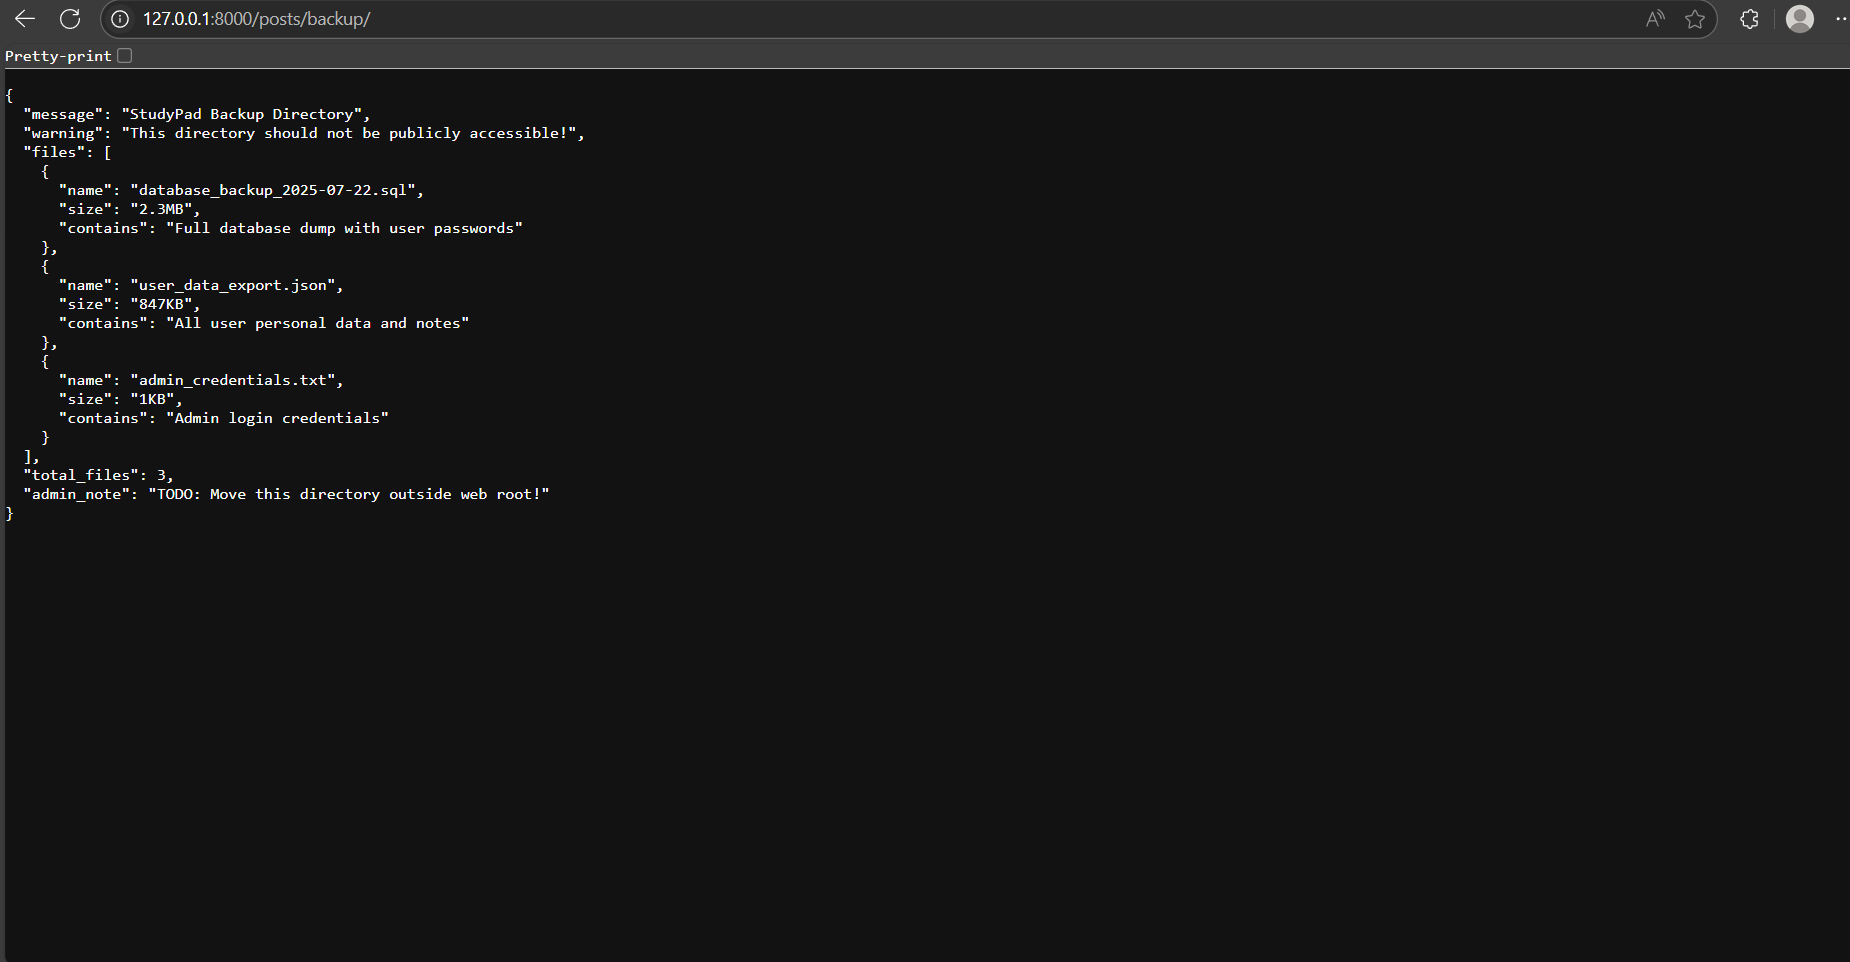 127.0.0.1:8000/posts/backup/
Pretty-print
{
  "message": "StudyPad Backup Directory",
  "warning": "This directory should not be publicly accessible!",
  "files": [
    {
      "name": "database_backup_2025-07-22.sql",
      "size": "2.3MB",
      "contains": "Full database dump with user passwords"
    },
    {
      "name": "user_data_export.json",
      "size": "847KB",
      "contains": "All user personal data and notes"
    },
    {
      "name": "admin_credentials.txt",
      "size": "1KB",
      "contains": "Admin login credentials"
    }
  ],
  "total_files": 3,
  "admin_note": "TODO: Move this directory outside web root!"
}